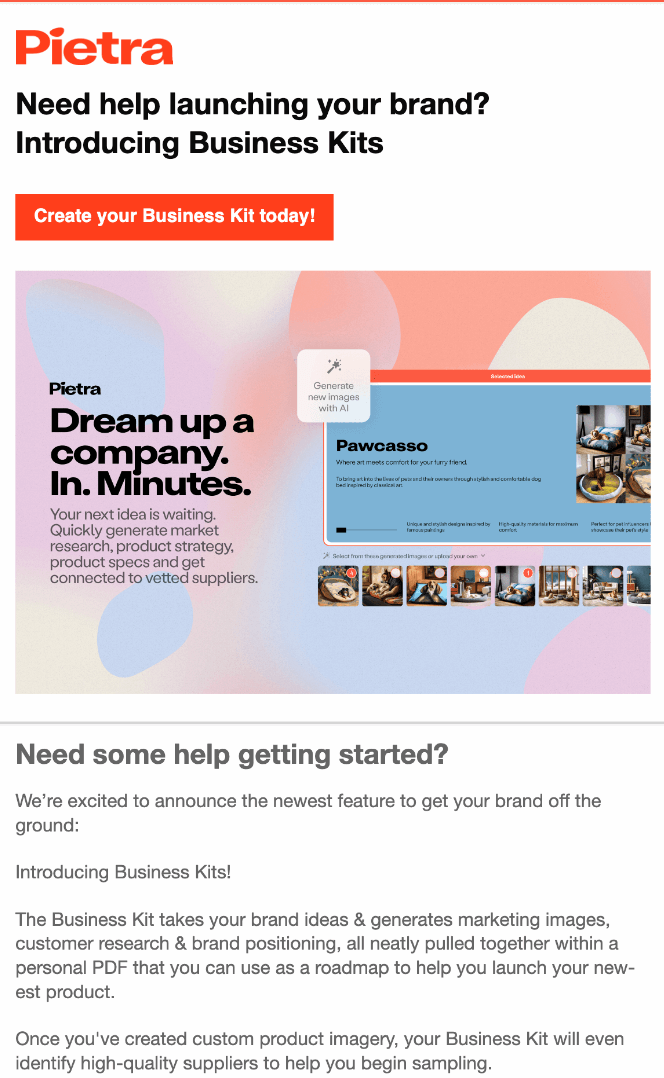 Pietra
Need help launching your brand?
Introducing Business Kits
Create your Business Kit today!
Pietra
Dream up a
company.
In. Minutes.
Your next idea is waiting.
Quickly generate market
research, product strategy,
product specs and get
connected to vetted suppliers.
Generate
new images
with AI
Selected idea
Pawcasso
Where art meets comfort for your furry friend.
To bring art into the lives of pets and their owners through stylish and comfortable dog
bed inspired by classical art.
Unique and stylish designs inspired by
famous paintings
High-quality materials for maximum
comfort
Perfect for pet influencers
showcase their pet's style
Select from these generated images or upload your own
Need some help getting started?
We’re excited to announce the newest feature to get your brand off the
ground:
Introducing Business Kits!
The Business Kit takes your brand ideas & generates marketing images,
customer research & brand positioning, all neatly pulled together within a
personal PDF that you can use as a roadmap to help you launch your new-
est product.
Once you've created custom product imagery, your Business Kit will even
identify high-quality suppliers to help you begin sampling.